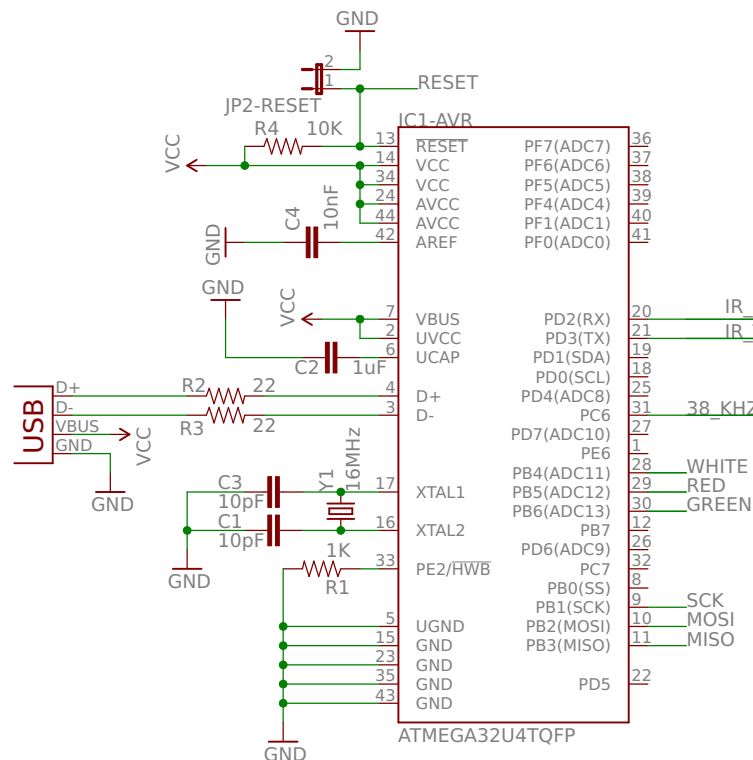 GND
2
1
RESET
JP2-RESET
IC1-AVR
R4
10K
VCC
C4
10nF
GND
13 RESET PF7(ADC7) 36
14 VCC PF6(ADC6) 37
34 VCC PF5(ADC5) 38
24 AVCC PF4(ADC4) 39
44 AVCC PF1(ADC1) 40
42 AREF PF0(ADC0) 41
GND
VCC
7 VBUS PD2(RX) 20 IR_
2 UVCC PD3(TX) 21 IR_
6 UCAP PD1(SDA) 19
C2 1uF
PD0(SCL) 18
USB
D+ R2 22 4 D+ PD4(ADC8) 25
D- R3 22 3 D- PC6 31 38_KHZ
VBUS VCC PD7(ADC10) 27
GND PE6 1
GND
PB4(ADC11) 28 WHITE
C3
10pF
Y1
16MHz
17 XTAL1 PB5(ADC12) 29 RED
PB6(ADC13) 30 GREEN
C1
10pF
16 XTAL2 PB7 12
PD6(ADC9) 26
GND
1K
R1
33 PE2/HWB PC7 32
PB0(SS) 8
PB1(SCK) 9 SCK
5 UGND PB2(MOSI) 10 MOSI
15 GND PB3(MISO) 11 MISO
23 GND
35 GND PD5 22
43 GND
GND
ATMEGA32U4TQFP